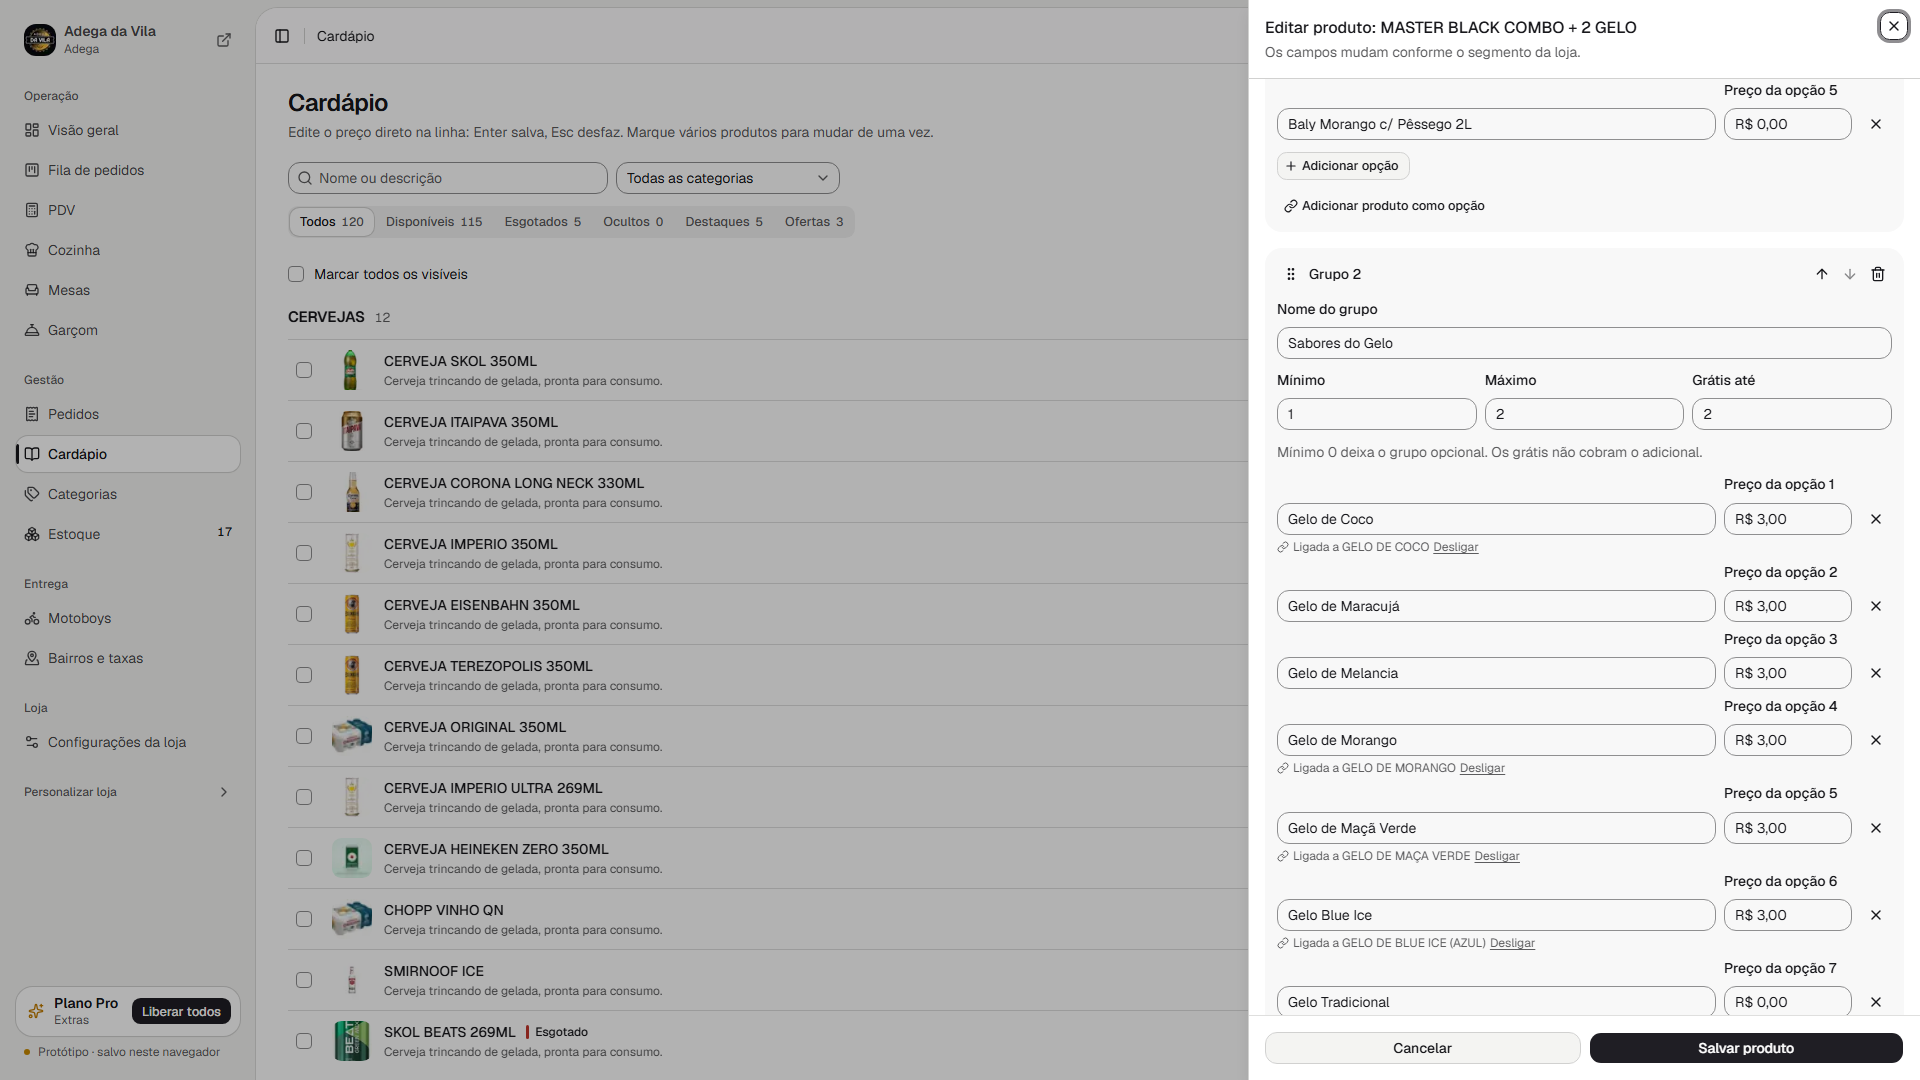 Adega da Vila
Adega
Operação
Visão geral
Fila de pedidos
PDV
Cozinha
Mesas
Garçom
Gestão
Pedidos
Cardápio
Categorias
Estoque 17
Entrega
Motoboys
Bairros e taxas
Loja
Configurações da loja
Personalizar loja
Plano Pro
Extras
Liberar todos
Protótipo · salvo neste navegador
Cardápio
Cardápio
Edite o preço direto na linha: Enter salva, Esc desfaz. Marque vários produtos para mudar de uma vez.
Nome ou descrição
Todas as categorias
Todos 120 Disponíveis 115 Esgotados 5 Ocultos 0 Destaques 5 Ofertas 3
Marcar todos os visíveis
CERVEJAS 12
CERVEJA SKOL 350ML
Cerveja trincando de gelada, pronta para consumo.
CERVEJA ITAIPAVA 350ML
Cerveja trincando de gelada, pronta para consumo.
CERVEJA CORONA LONG NECK 330ML
Cerveja trincando de gelada, pronta para consumo.
CERVEJA IMPERIO 350ML
Cerveja trincando de gelada, pronta para consumo.
CERVEJA EISENBAHN 350ML
Cerveja trincando de gelada, pronta para consumo.
CERVEJA TEREZOPOLIS 350ML
Cerveja trincando de gelada, pronta para consumo.
CERVEJA ORIGINAL 350ML
Cerveja trincando de gelada, pronta para consumo.
CERVEJA IMPERIO ULTRA 269ML
Cerveja trincando de gelada, pronta para consumo.
CERVEJA HEINEKEN ZERO 350ML
Cerveja trincando de gelada, pronta para consumo.
CHOPP VINHO QN
Cerveja trincando de gelada, pronta para consumo.
SMIRNOOF ICE
Cerveja trincando de gelada, pronta para consumo.
SKOL BEATS 269ML Esgotado
Cerveja trincando de gelada, pronta para consumo.
Editar produto: MASTER BLACK COMBO + 2 GELO
Os campos mudam conforme o segmento da loja.
Preço da opção 5
Baly Morango c/ Pêssego 2L R$ 0,00
Adicionar opção
Adicionar produto como opção
Grupo 2
Nome do grupo
Sabores do Gelo
Mínimo Máximo Grátis até
1 2 2
Mínimo 0 deixa o grupo opcional. Os grátis não cobram o adicional.
Preço da opção 1
Gelo de Coco R$ 3,00
Ligada a GELO DE COCO Desligar
Preço da opção 2
Gelo de Maracujá R$ 3,00
Preço da opção 3
Gelo de Melancia R$ 3,00
Preço da opção 4
Gelo de Morango R$ 3,00
Ligada a GELO DE MORANGO Desligar
Preço da opção 5
Gelo de Maçã Verde R$ 3,00
Ligada a GELO DE MAÇA VERDE Desligar
Preço da opção 6
Gelo Blue Ice R$ 3,00
Ligada a GELO DE BLUE ICE (AZUL) Desligar
Preço da opção 7
Gelo Tradicional R$ 0,00
Cancelar
Salvar produto